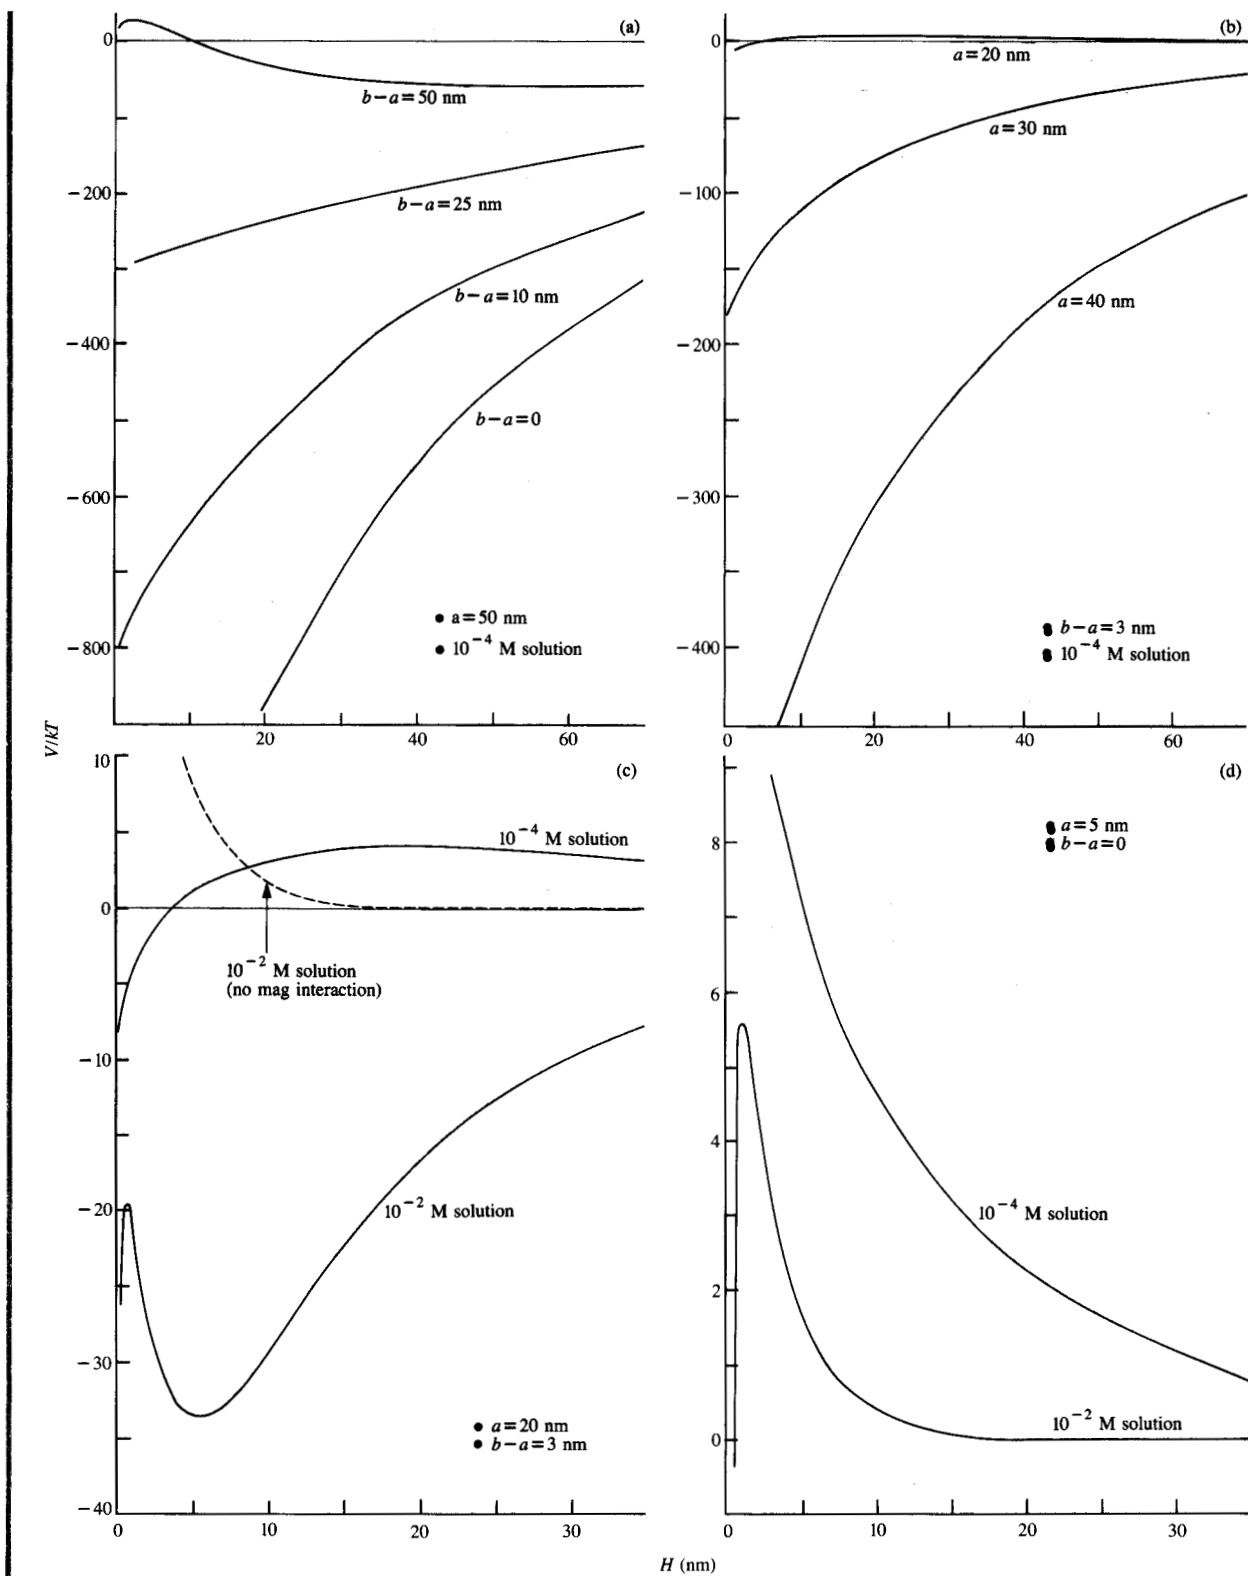 (a)
0
b−a=50 nm
−200
b−a=25 nm
b−a=10 nm
−400
b−a=0
−600
• a=50 nm
−800
• 10⁻⁴ M solution
20
40
60
(b)
0
a=20 nm
a=30 nm
−100
a=40 nm
−200
−300
• b−a=3 nm
−400
• 10⁻⁴ M solution
0
20
40
60
V/kT
(c)
10
10⁻⁴ M solution
0
10⁻² M solution
(no mag interaction)
−10
−20
10⁻² M solution
−30
• a=20 nm
• b−a=3 nm
−40
0
10
20
30
(d)
• a=5 nm
8
• b−a=0
6
4
10⁻⁴ M solution
2
10⁻² M solution
0
0
10
20
30
H (nm)